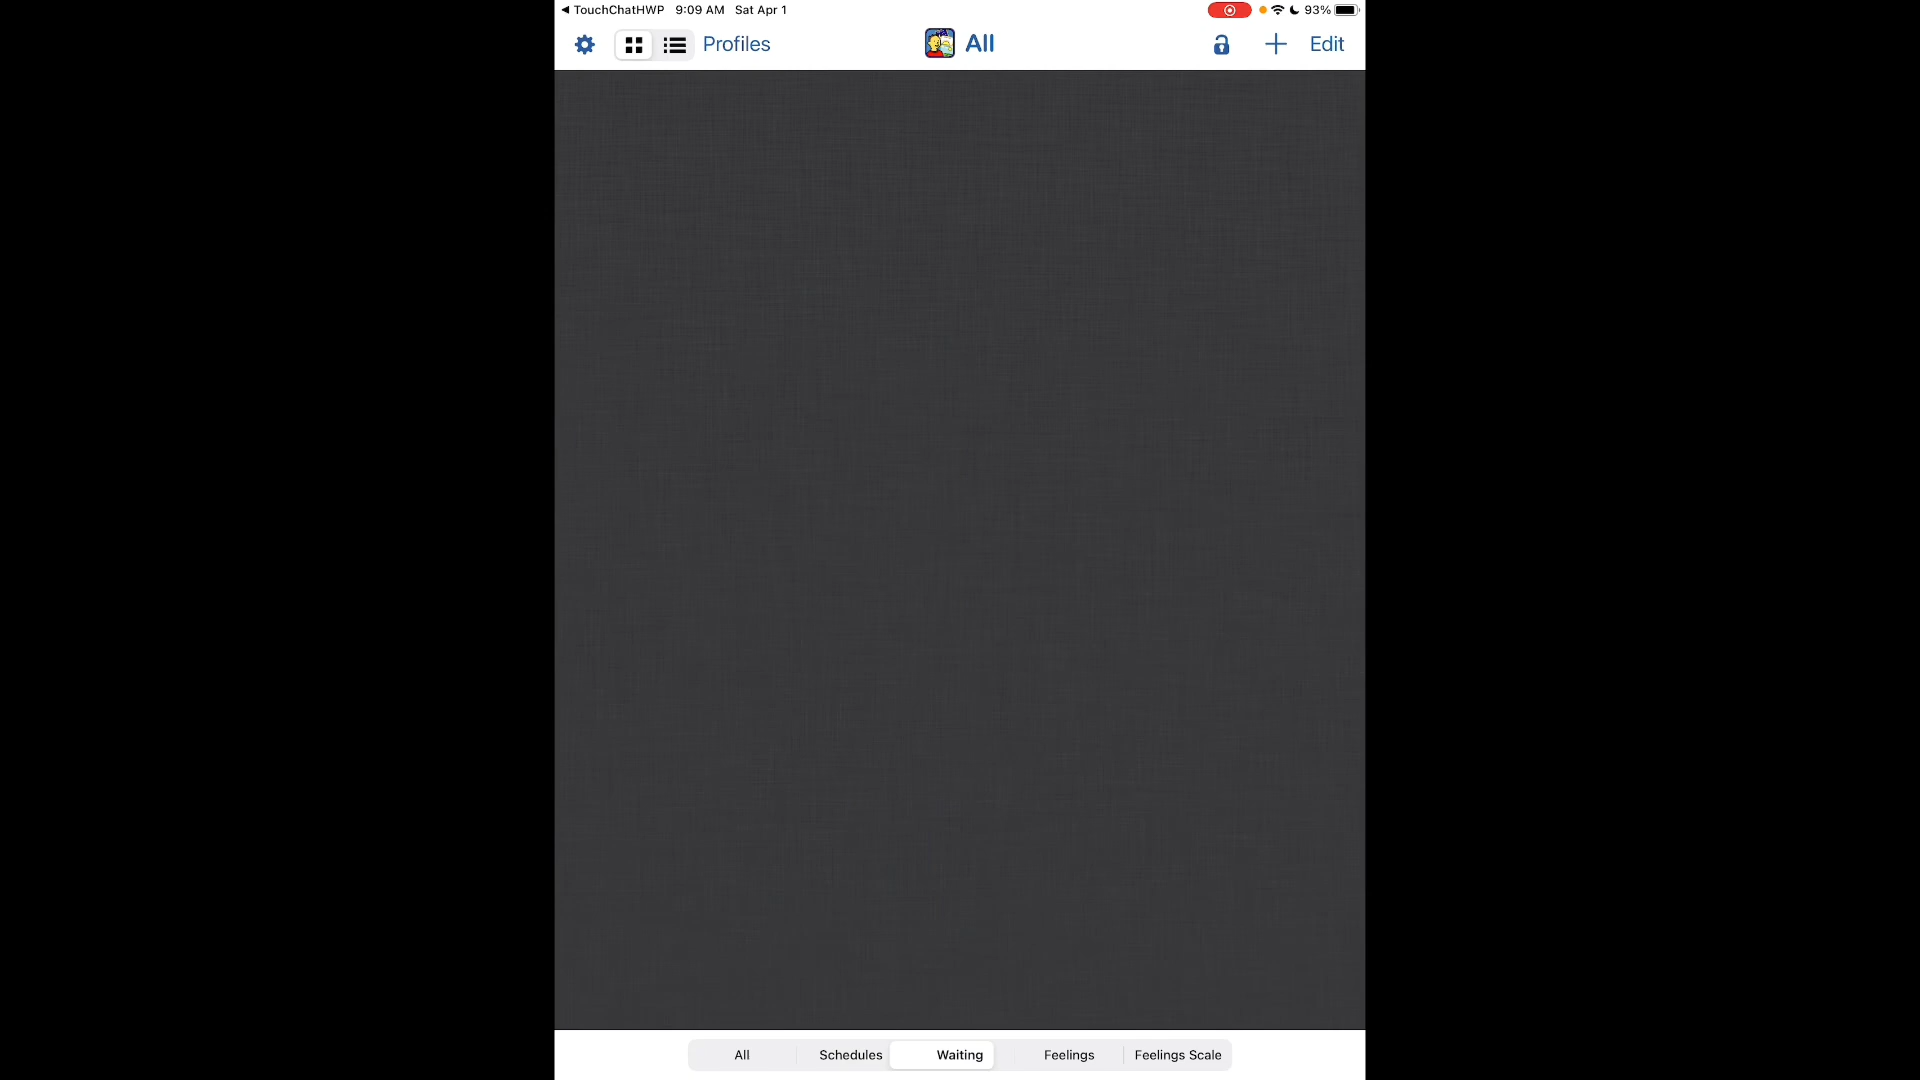 ◀ TouchChatHWP 9:09 AM Sat Apr 1 93%
Profiles All Edit
All Schedules Waiting Feelings Feelings Scale